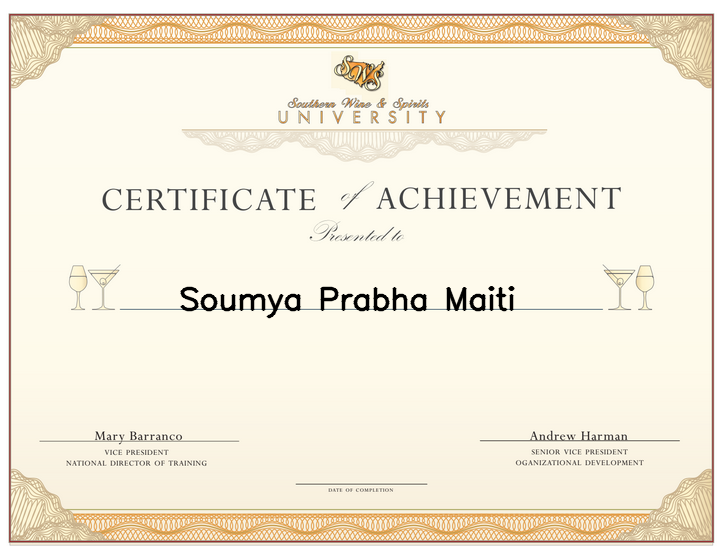 SWS
Southern Wine & Spirits
UNIVERSITY
CERTIFICATE of ACHIEVEMENT
Presented to
Soumya Prabha Maiti
Mary Barranco
VICE PRESIDENT
NATIONAL DIRECTOR OF TRAINING
Andrew Harman
SENIOR VICE PRESIDENT
OGANIZATIONAL DEVELOPMENT
DATE OF COMPLETION